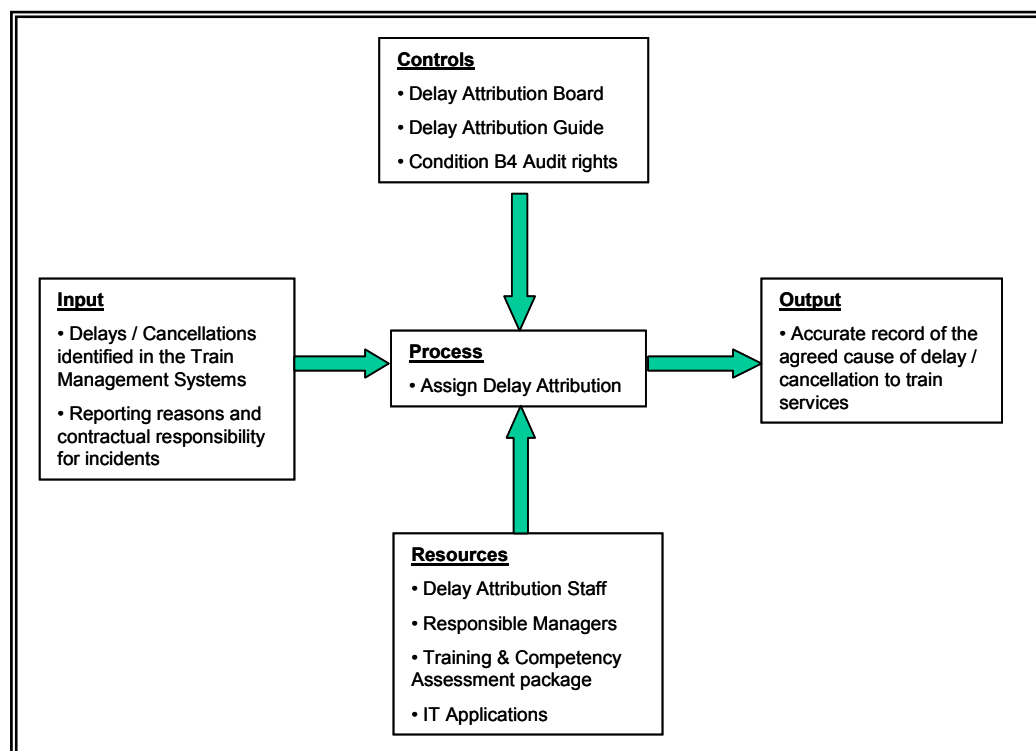 Controls
• Delay Attribution Board
• Delay Attribution Guide
• Condition B4 Audit rights
Input
• Delays / Cancellations
identified in the Train
Management Systems
• Reporting reasons and
contractual responsibility
for incidents
Process
• Assign Delay Attribution
Output
• Accurate record of the
agreed cause of delay /
cancellation to train
services
Resources
• Delay Attribution Staff
• Responsible Managers
• Training & Competency
Assessment package
• IT Applications